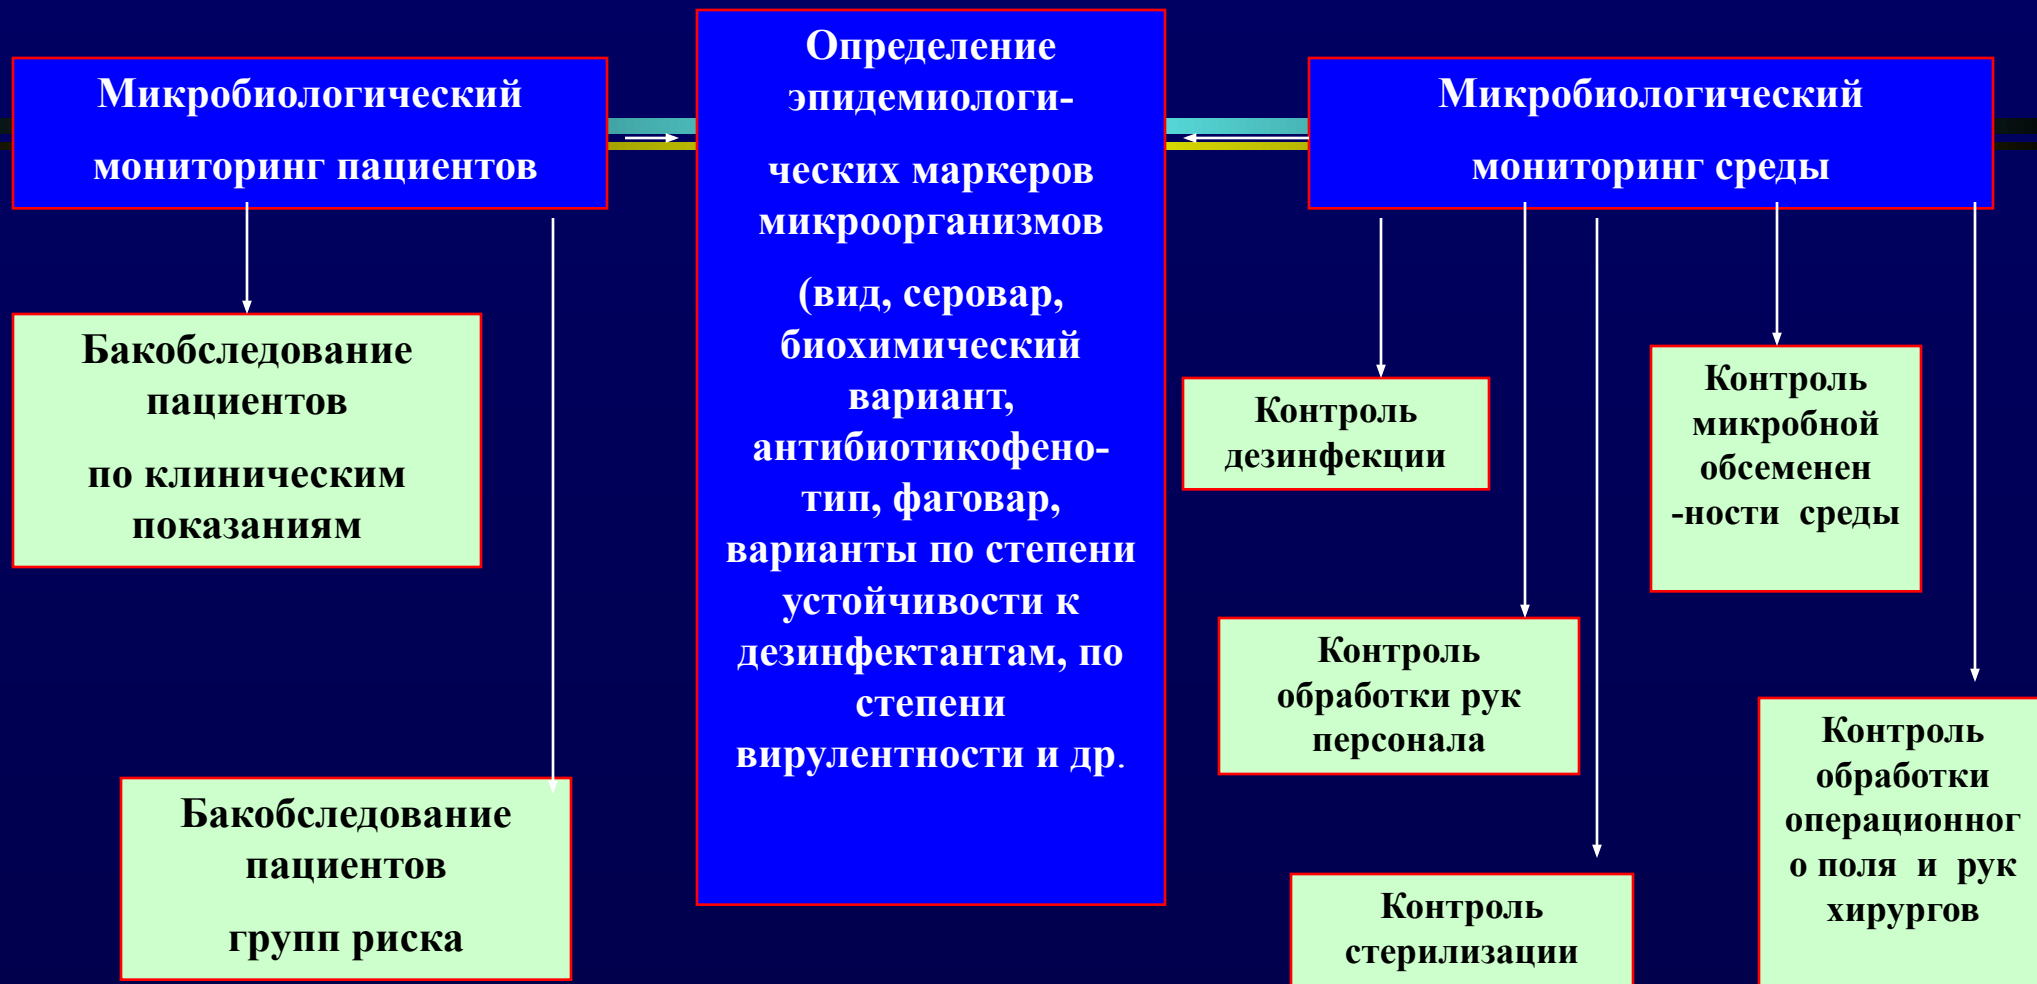 Микробиологический
мониторинг пациентов
Бакобследование
пациентов
по клиническим
показаниям
Бакобследование
пациентов
групп риска
Определение
эпидемиологи-
ческих маркеров
микроорганизмов
(вид, серовар,
биохимический
вариант,
антибиотикофено-
тип, фаговар,
варианты по степени
устойчивости к
дезинфектантам, по
степени
вирулентности и др.
Микробиологический
мониторинг среды
Контроль
дезинфекции
Контроль
обработки рук
персонала
Контроль
стерилизации
Контроль
микробной
обсеменен
-ности среды
Контроль
обработки
операционног
о поля и рук
хирургов